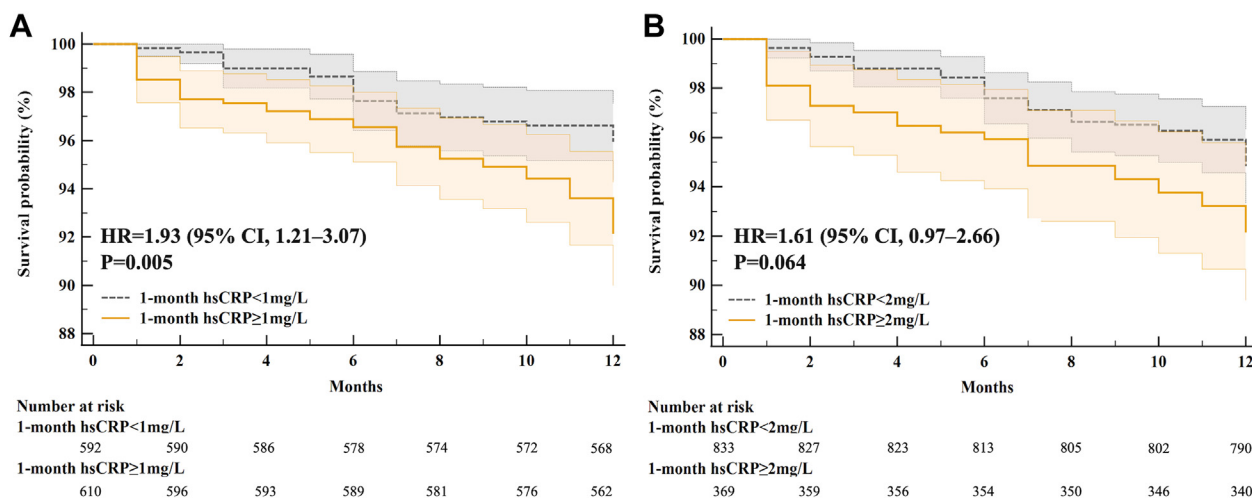 A
Survival probability (%)
100
98
96
94
92
90
88
HR=1.93 (95% CI, 1.21–3.07)
P=0.005
1-month hsCRP<1mg/L
1-month hsCRP≥1mg/L
0 2 4 6 8 10 12
Months
Number at risk
1-month hsCRP<1mg/L
592 590 586 578 574 572 568
1-month hsCRP≥1mg/L
610 596 593 589 581 576 562
B
Survival probability (%)
100
98
96
94
92
90
88
HR=1.61 (95% CI, 0.97–2.66)
P=0.064
1-month hsCRP<2mg/L
1-month hsCRP≥2mg/L
0 2 4 6 8 10 12
Months
Number at risk
1-month hsCRP<2mg/L
833 827 823 813 805 802 790
1-month hsCRP≥2mg/L
369 359 356 354 350 346 340